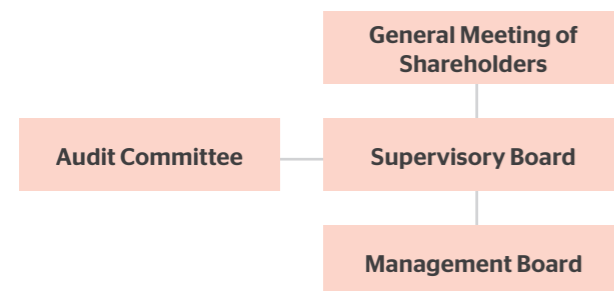 General Meeting of
Shareholders
Audit Committee
Supervisory Board
Management Board